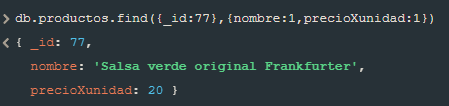 > db.productos.find({_id:77},{nombre:1,precioXunidad:1})
< { _id: 77,
nombre: 'Salsa verde original Frankfurter',
precioXunidad: 20 }